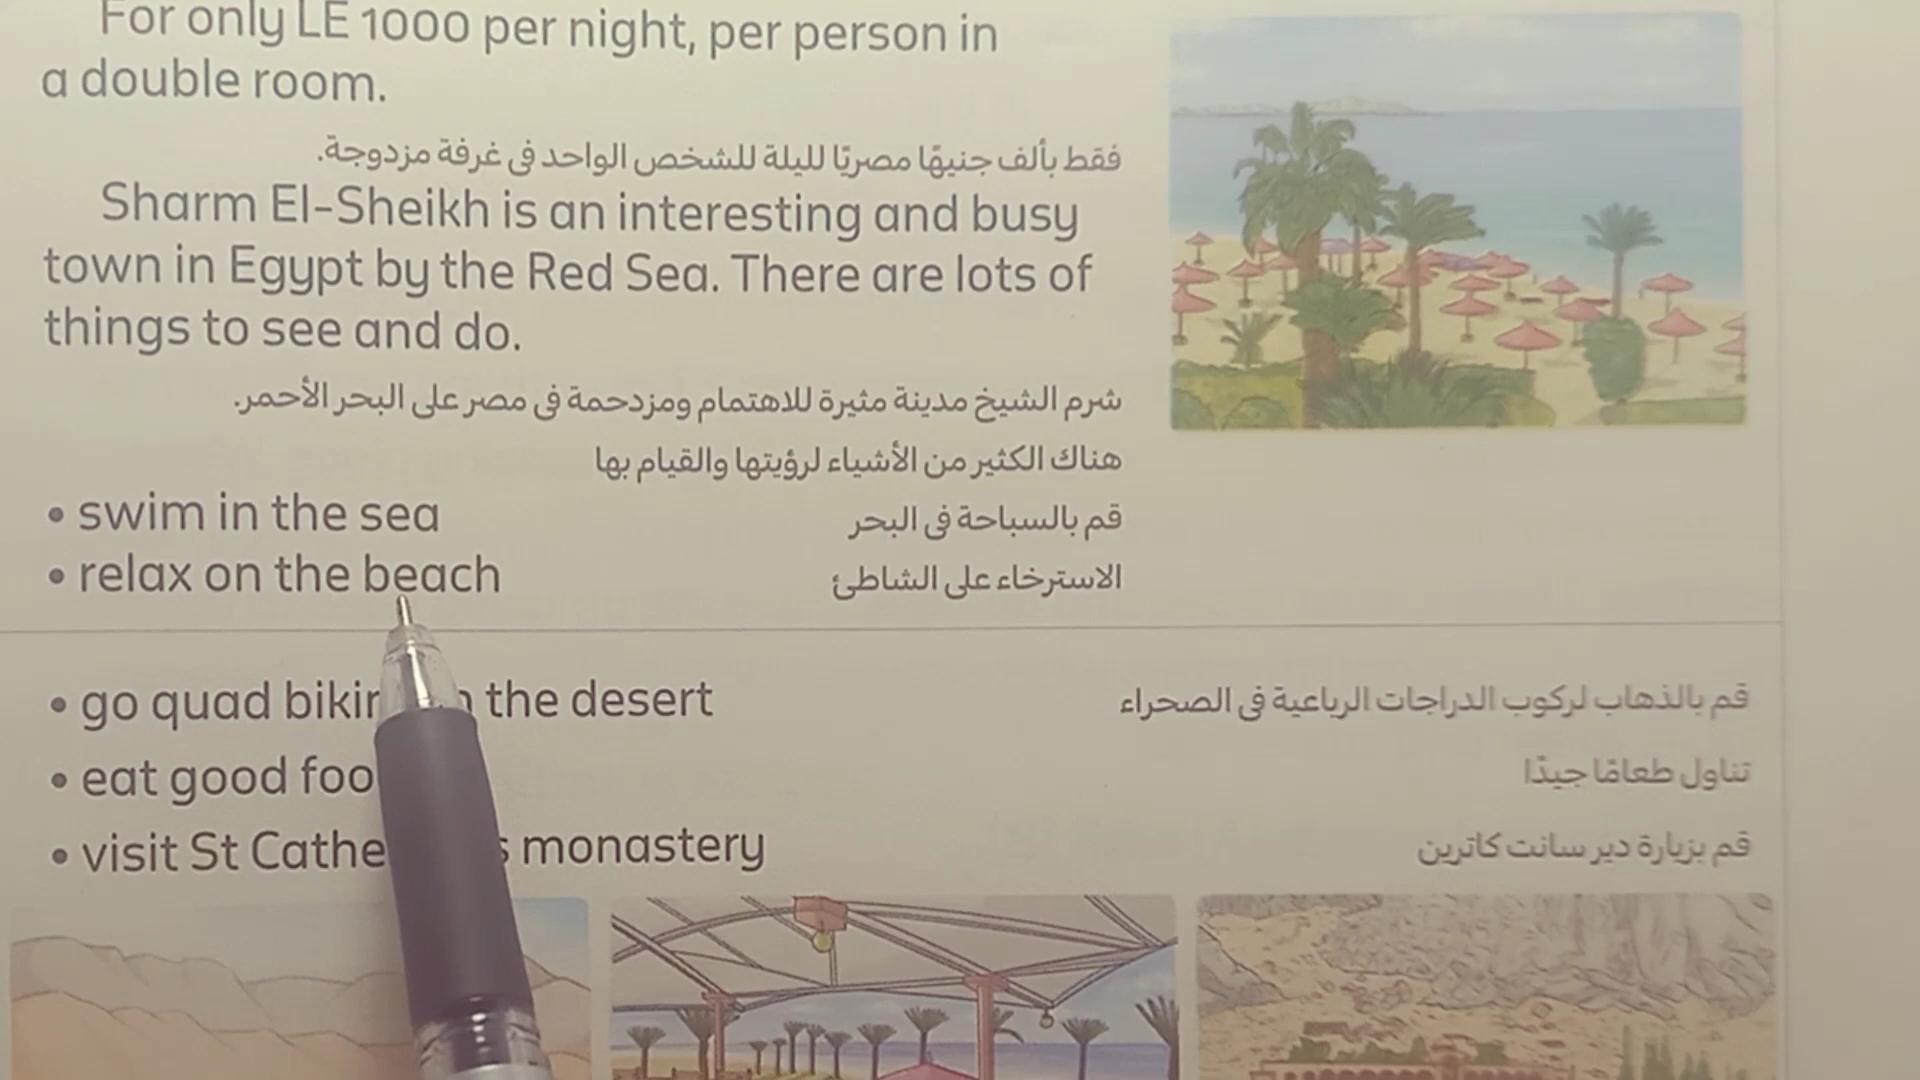 For only LE 1000 per night, per person in
a double room.
فقط بألف جنيهًا مصريًا لليلة للشخص الواحد فى غرفة مزدوجة.
Sharm El-Sheikh is an interesting and busy
town in Egypt by the Red Sea. There are lots of
things to see and do.
شرم الشيخ مدينة مثيرة للاهتمام ومزدحمة فى مصر على البحر الأحمر.
هناك الكثير من الأشياء لرؤيتها والقيام بها
• swim in the sea قم بالسباحة فى البحر
• relax on the beach الاسترخاء على الشاطئ
• go quad the desert قم بالذهاب لركوب الدراجات الرباعية فى الصحراء
• eat good تناول طعامًا جيدًا
• visit St monastery قم بزيارة دير سانت كاترين